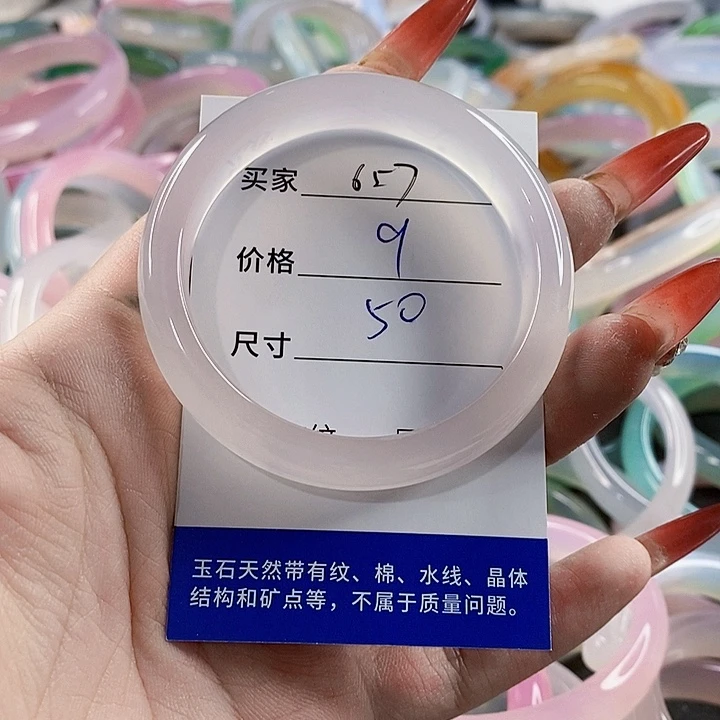 买家 657
价格 9
尺寸 50
玉石天然带有纹、棉、水线、晶体
结构和矿点等，不属于质量问题。